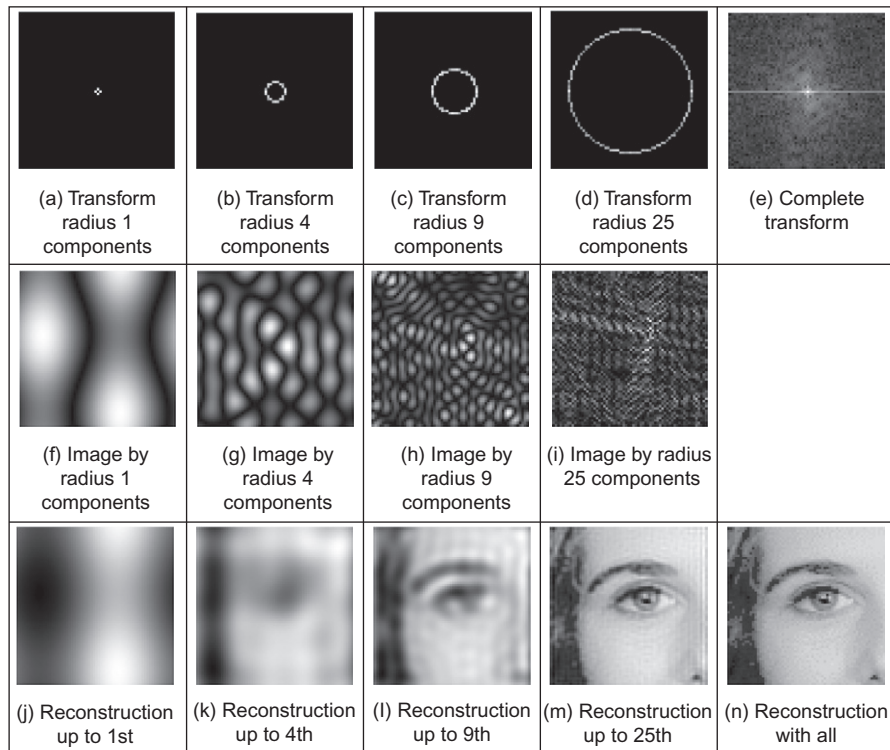 (a) Transform
radius 1
components
(b) Transform
radius 4
components
(c) Transform
radius 9
components
(d) Transform
radius 25
components
(e) Complete
transform
(f) Image by
radius 1
components
(g) Image by
radius 4
components
(h) Image by
radius 9
components
(i) Image by radius
25 components
(j) Reconstruction
up to 1st
(k) Reconstruction
up to 4th
(l) Reconstruction
up to 9th
(m) Reconstruction
up to 25th
(n) Reconstruction
with all